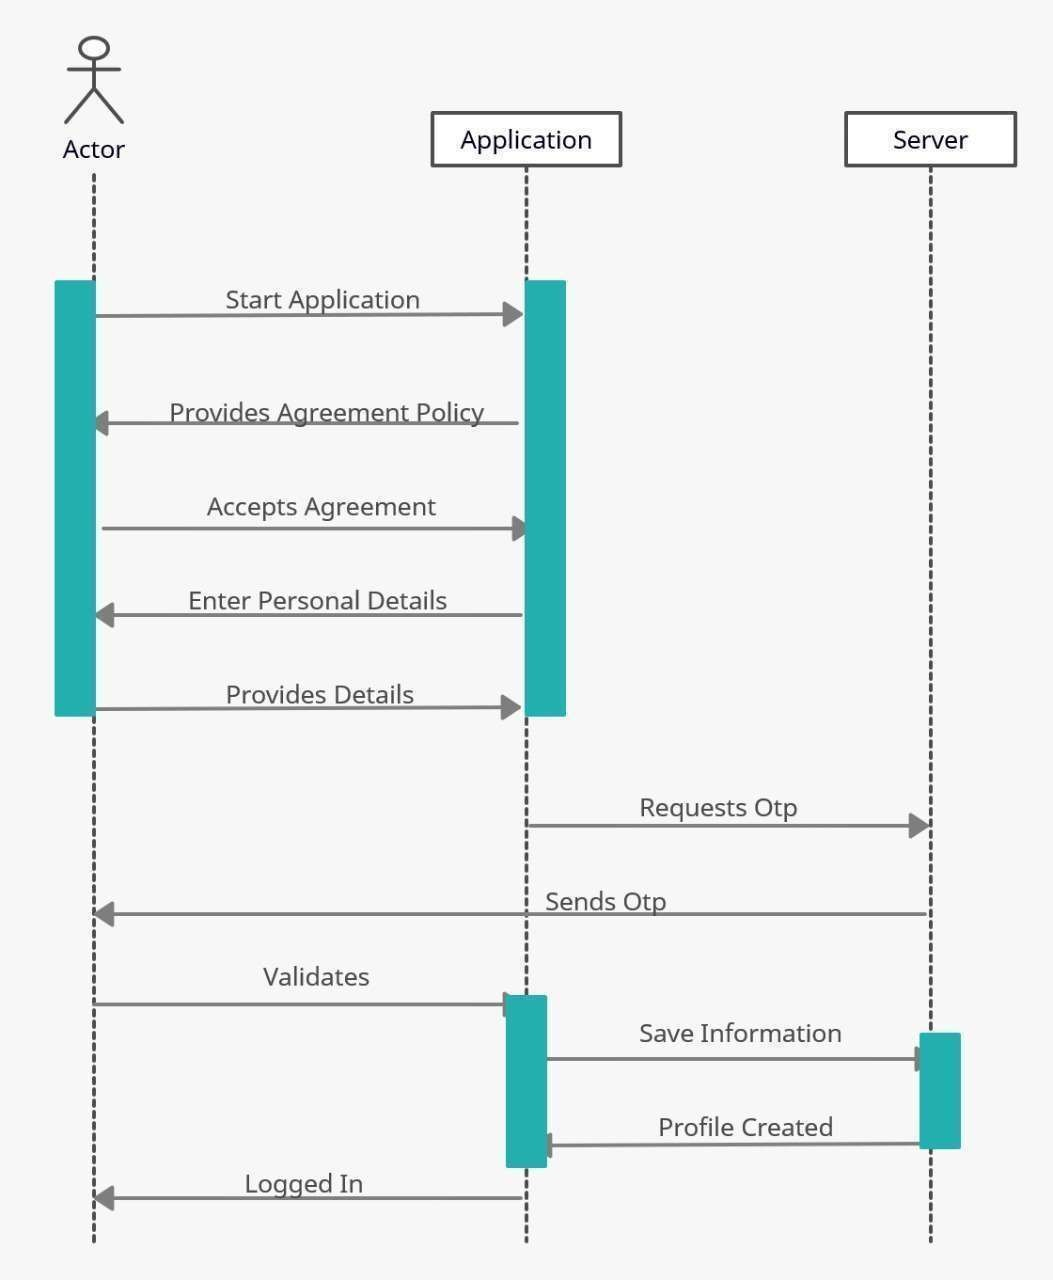 Actor
Application
Server
Start Application
Provides Agreement Policy
Accepts Agreement
Enter Personal Details
Provides Details
Requests Otp
Sends Otp
Validates
Save Information
Profile Created
Logged In